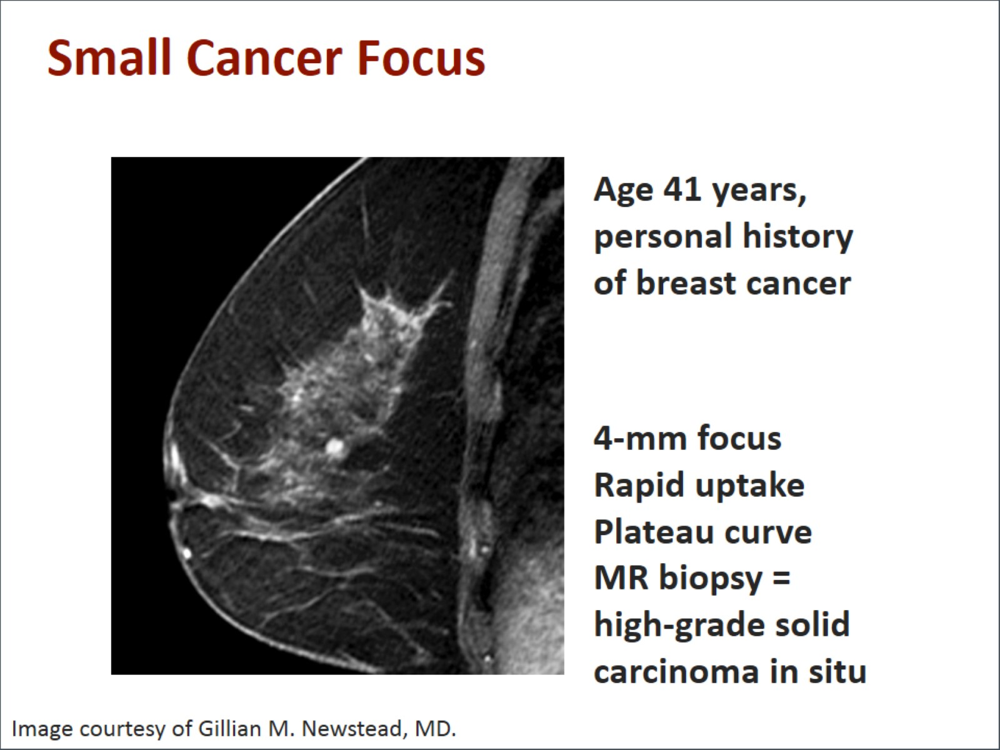 Small Cancer Focus
Age 41 years,
personal history
of breast cancer
4-mm focus
Rapid uptake
Plateau curve
MR biopsy =
high-grade solid
carcinoma in situ
Image courtesy of Gillian M. Newstead, MD.